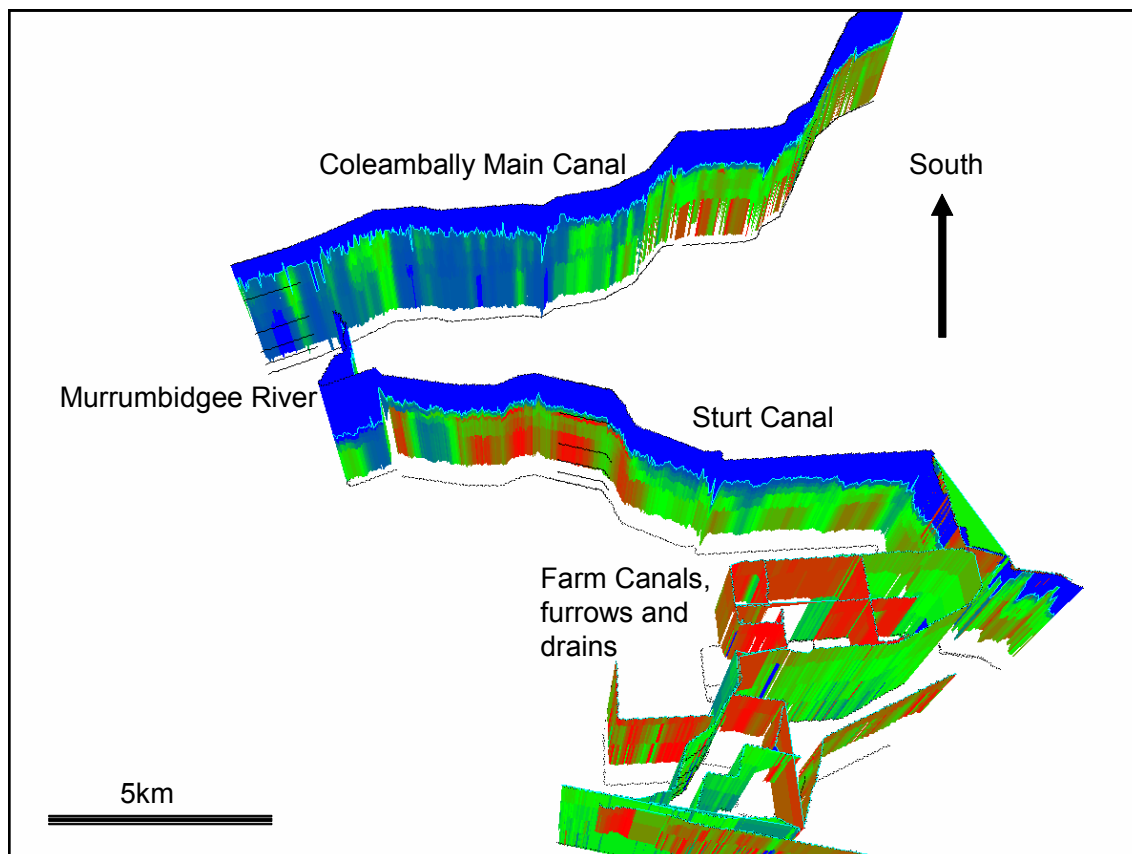 Coleambally Main Canal
South
Murrumbidgee River
Sturt Canal
Farm Canals,
furrows and
drains
5km